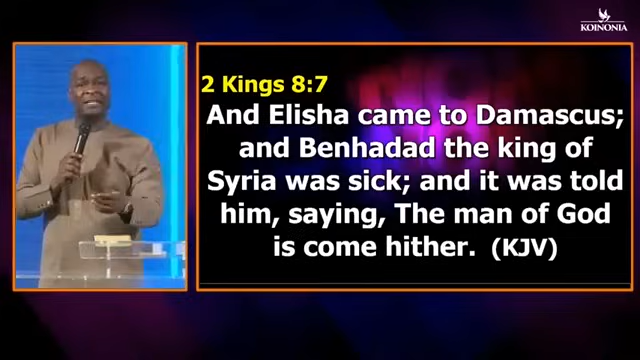 KOINONIA
2 Kings 8:7
And Elisha came to Damascus;
and Benhadad the king of
Syria was sick; and it was told
him, saying, The man of God
is come hither. (KJV)